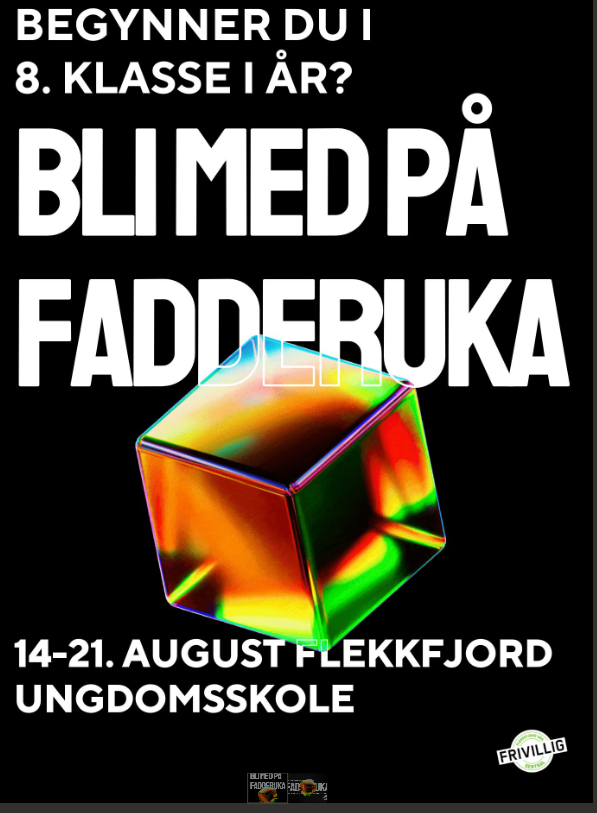 BEGYNNER DU I
8. KLASSE I ÅR?
BLI MED PÅ
FADDERUKA
14-21. AUGUST FLEKKFJORD
UNGDOMSSKOLE
FRIVILLIG